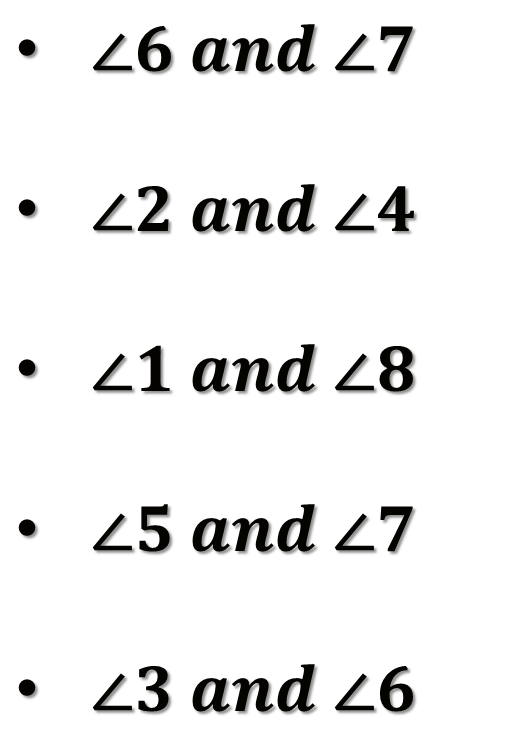 • ∠6 and ∠7
• ∠2 and ∠4
• ∠1 and ∠8
• ∠5 and ∠7
• ∠3 and ∠6